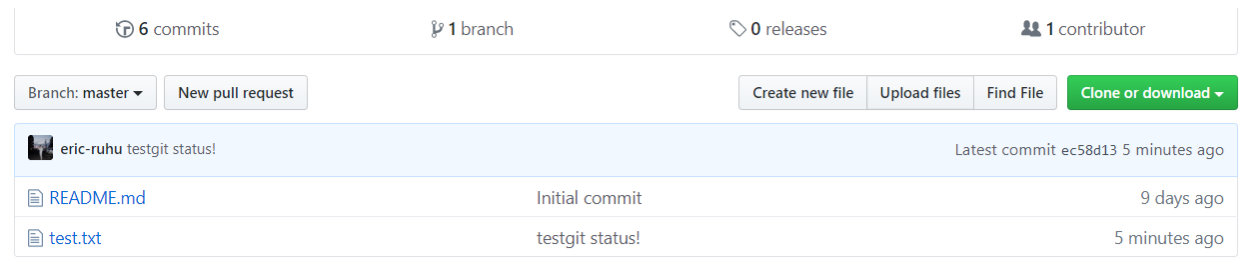 6 commits 1 branch 0 releases 1 contributor
Branch: master New pull request Create new file Upload files Find File Clone or download
eric-ruhu testgit status! Latest commit ec58d13 5 minutes ago
README.md Initial commit 9 days ago
test.txt testgit status! 5 minutes ago